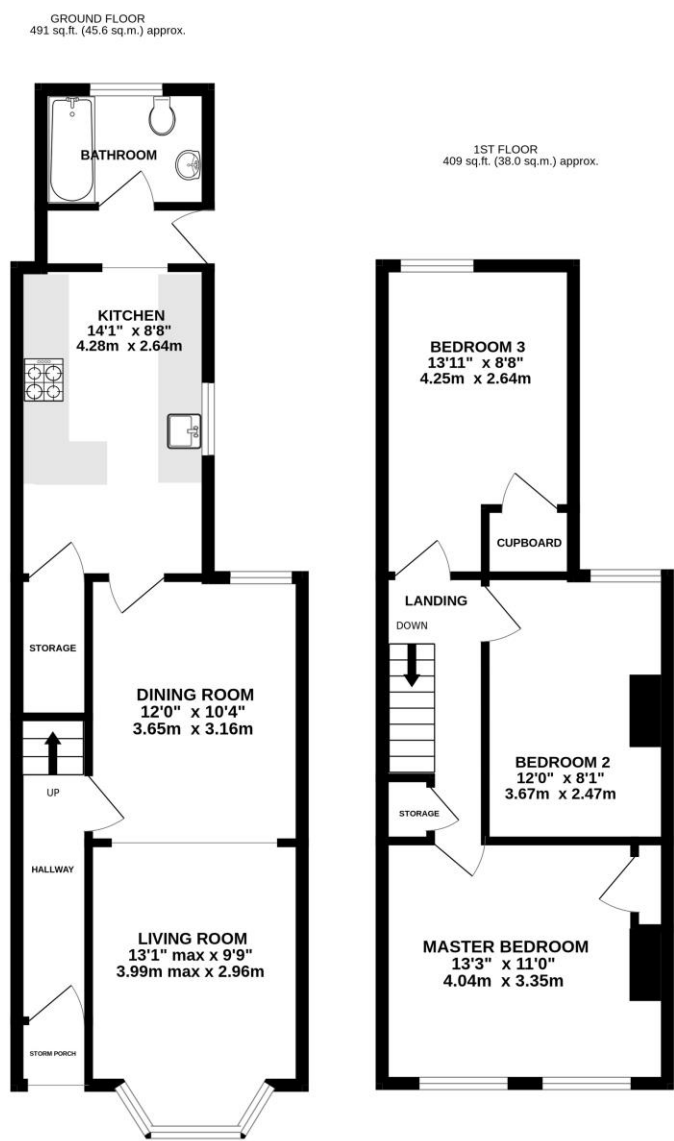 GROUND FLOOR
491 sq.ft. (45.6 sq.m.) approx.
BATHROOM
KITCHEN
14'1" x 8'8"
4.28m x 2.64m
STORAGE
DINING ROOM
12'0" x 10'4"
3.65m x 3.16m
UP
HALLWAY
LIVING ROOM
13'1" max x 9'9"
3.99m max x 2.96m
STORM PORCH
1ST FLOOR
409 sq.ft. (38.0 sq.m.) approx.
BEDROOM 3
13'11" x 8'8"
4.25m x 2.64m
CUPBOARD
LANDING
DOWN
BEDROOM 2
12'0" x 8'1"
3.67m x 2.47m
STORAGE
MASTER BEDROOM
13'3" x 11'0"
4.04m x 3.35m